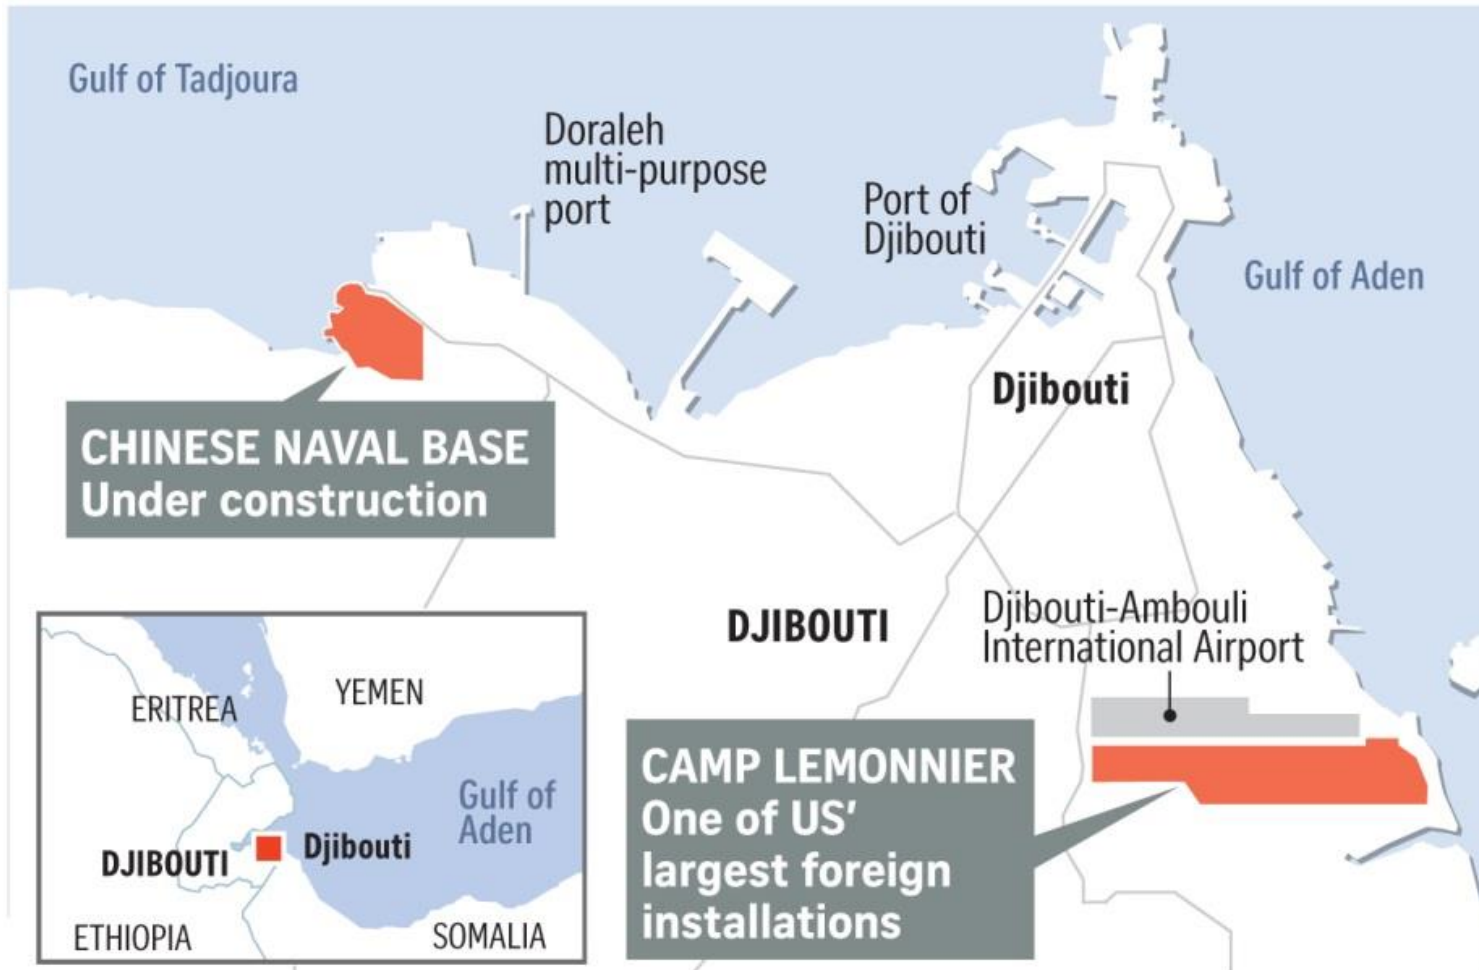 Gulf of Tadjoura
Doraleh
multi-purpose
port
Port of
Djibouti
Gulf of Aden
Djibouti
CHINESE NAVAL BASE
Under construction
DJIBOUTI
Djibouti-Ambouli
International Airport
CAMP LEMONNIER
One of US’
largest foreign
installations
ERITREA
YEMEN
Gulf of
Aden
DJIBOUTI
Djibouti
ETHIOPIA
SOMALIA